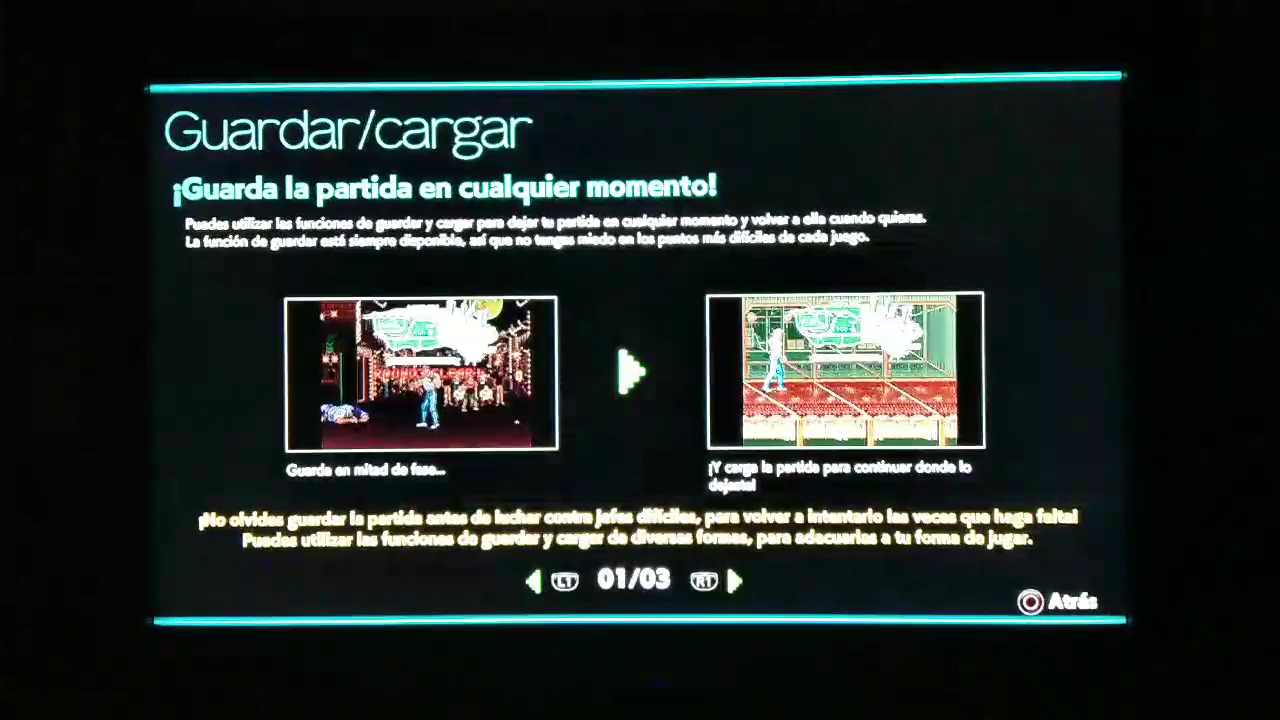 Guardar/cargar
¡Guarda la partida en cualquier momento!
Puedes utilizar las funciones de guardar y cargar para dejar tu partida en cualquier momento y volver a ella cuando quieras.
La función de guardar está siempre disponible, así que no tengas miedo en los puntos más difíciles de cada juego.
ROUND CLEAR!
Guarda en mitad de fase...
¡Y carga la partida para continuar donde lo
dejaste!
¡No olvides guardar la partida antes de luchar contra jefes difíciles, para volver a intentarlo las veces que haga falta!
Puedes utilizar las funciones de guardar y cargar de diversas formas, para adecuarlas a tu forma de jugar.
L1 01/03 R1
Atrás